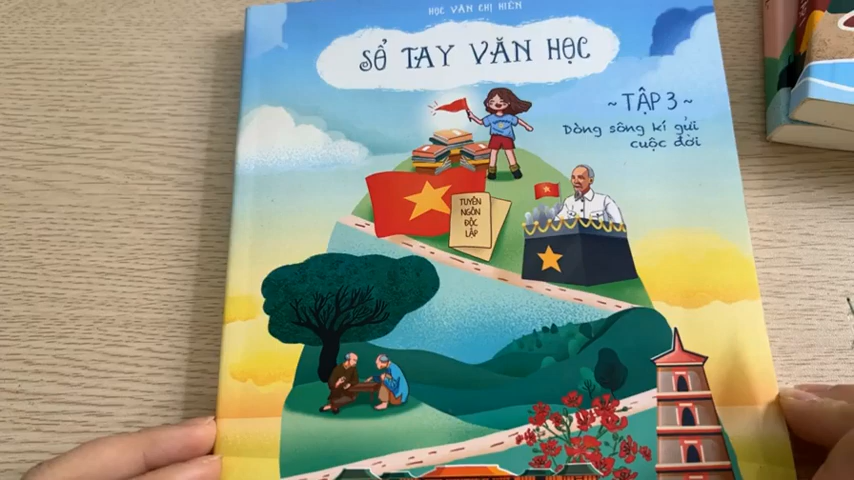 HỌC VĂN CHỊ HIÊN
SỔ TAY VĂN HỌC
~ TẬP 3 ~
Dòng sông kí gửi
cuộc đời
TUYÊN
NGÔN
ĐỘC
LẬP